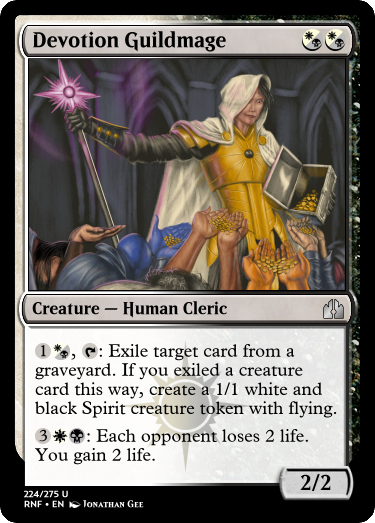 Devotion Guildmage
Creature — Human Cleric
1, : Exile target card from a
graveyard. If you exiled a creature
card this way, create a 1/1 white and
black Spirit creature token with flying.
3: Each opponent loses 2 life.
You gain 2 life.
2/2
224/275 U
RNF • EN Jonathan Gee